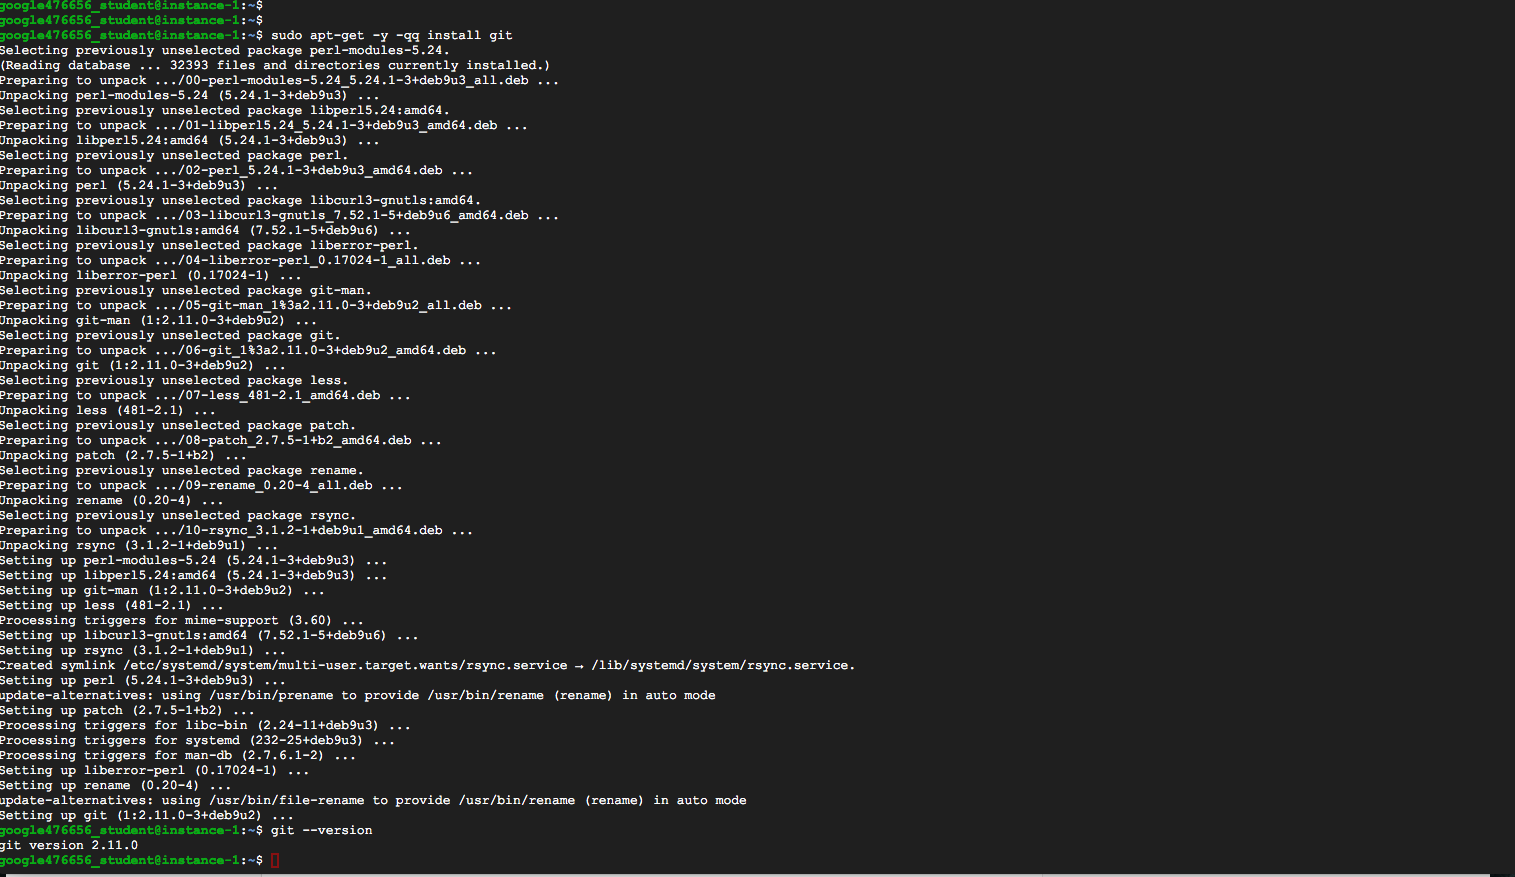 google476656_student@instance-1:~$
google476656_student@instance-1:~$
google476656_student@instance-1:~$ sudo apt-get -y -qq install git
Selecting previously unselected package perl-modules-5.24.
(Reading database ... 32393 files and directories currently installed.)
Preparing to unpack .../00-perl-modules-5.24_5.24.1-3+deb9u3_all.deb ...
Unpacking perl-modules-5.24 (5.24.1-3+deb9u3) ...
Selecting previously unselected package libperl5.24:amd64.
Preparing to unpack .../01-libperl5.24_5.24.1-3+deb9u3_amd64.deb ...
Unpacking libperl5.24:amd64 (5.24.1-3+deb9u3) ...
Selecting previously unselected package perl.
Preparing to unpack .../02-perl_5.24.1-3+deb9u3_amd64.deb ...
Unpacking perl (5.24.1-3+deb9u3) ...
Selecting previously unselected package libcurl3-gnutls:amd64.
Preparing to unpack .../03-libcurl3-gnutls_7.52.1-5+deb9u6_amd64.deb ...
Unpacking libcurl3-gnutls:amd64 (7.52.1-5+deb9u6) ...
Selecting previously unselected package liberror-perl.
Preparing to unpack .../04-liberror-perl_0.17024-1_all.deb ...
Unpacking liberror-perl (0.17024-1) ...
Selecting previously unselected package git-man.
Preparing to unpack .../05-git-man_1%3a2.11.0-3+deb9u2_all.deb ...
Unpacking git-man (1:2.11.0-3+deb9u2) ...
Selecting previously unselected package git.
Preparing to unpack .../06-git_1%3a2.11.0-3+deb9u2_amd64.deb ...
Unpacking git (1:2.11.0-3+deb9u2) ...
Selecting previously unselected package less.
Preparing to unpack .../07-less_481-2.1_amd64.deb ...
Unpacking less (481-2.1) ...
Selecting previously unselected package patch.
Preparing to unpack .../08-patch_2.7.5-1+b2_amd64.deb ...
Unpacking patch (2.7.5-1+b2) ...
Selecting previously unselected package rename.
Preparing to unpack .../09-rename_0.20-4_all.deb ...
Unpacking rename (0.20-4) ...
Selecting previously unselected package rsync.
Preparing to unpack .../10-rsync_3.1.2-1+deb9u1_amd64.deb ...
Unpacking rsync (3.1.2-1+deb9u1) ...
Setting up perl-modules-5.24 (5.24.1-3+deb9u3) ...
Setting up libperl5.24:amd64 (5.24.1-3+deb9u3) ...
Setting up git-man (1:2.11.0-3+deb9u2) ...
Setting up less (481-2.1) ...
Processing triggers for mime-support (3.60) ...
Setting up libcurl3-gnutls:amd64 (7.52.1-5+deb9u6) ...
Setting up rsync (3.1.2-1+deb9u1) ...
Created symlink /etc/systemd/system/multi-user.target.wants/rsync.service → /lib/systemd/system/rsync.service.
Setting up perl (5.24.1-3+deb9u3) ...
update-alternatives: using /usr/bin/prename to provide /usr/bin/rename (rename) in auto mode
Setting up patch (2.7.5-1+b2) ...
Processing triggers for libc-bin (2.24-11+deb9u3) ...
Processing triggers for systemd (232-25+deb9u3) ...
Processing triggers for man-db (2.7.6.1-2) ...
Setting up liberror-perl (0.17024-1) ...
Setting up rename (0.20-4) ...
update-alternatives: using /usr/bin/file-rename to provide /usr/bin/rename (rename) in auto mode
Setting up git (1:2.11.0-3+deb9u2) ...
google476656_student@instance-1:~$ git --version
git version 2.11.0
google476656_student@instance-1:~$